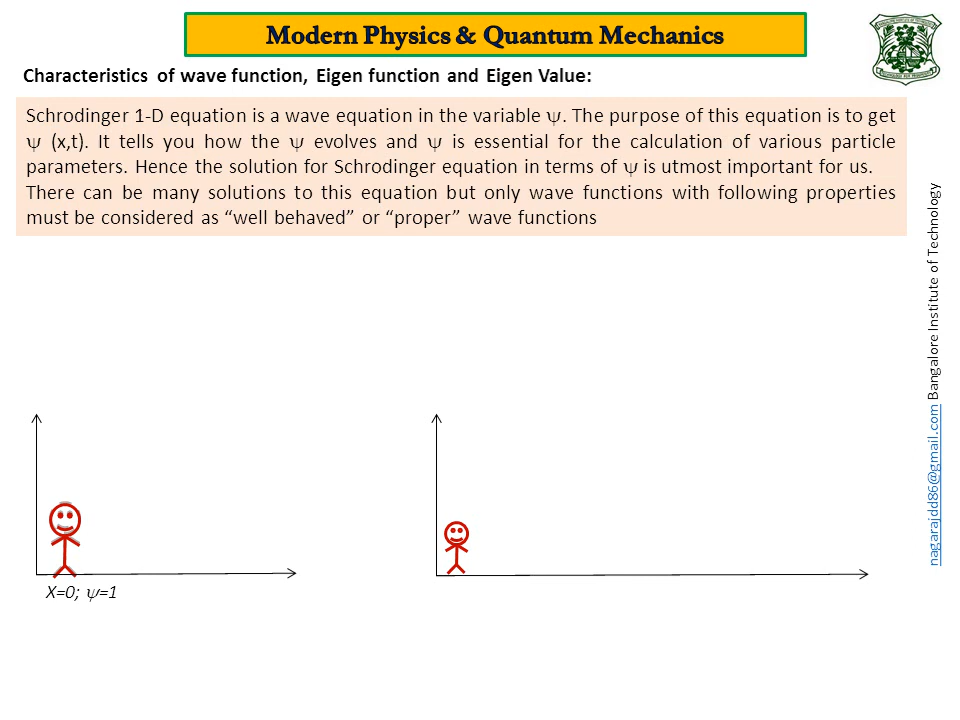 Modern Physics & Quantum Mechanics
Characteristics of wave function, Eigen function and Eigen Value:
Schrodinger 1-D equation is a wave equation in the variable ψ. The purpose of this equation is to get
ψ (x,t). It tells you how the ψ evolves and ψ is essential for the calculation of various particle
parameters. Hence the solution for Schrodinger equation in terms of ψ is utmost important for us.
There can be many solutions to this equation but only wave functions with following properties
must be considered as “well behaved” or “proper” wave functions
X=0; ψ=1
nagarajdd86@gmail.com Bangalore Institute of Technology